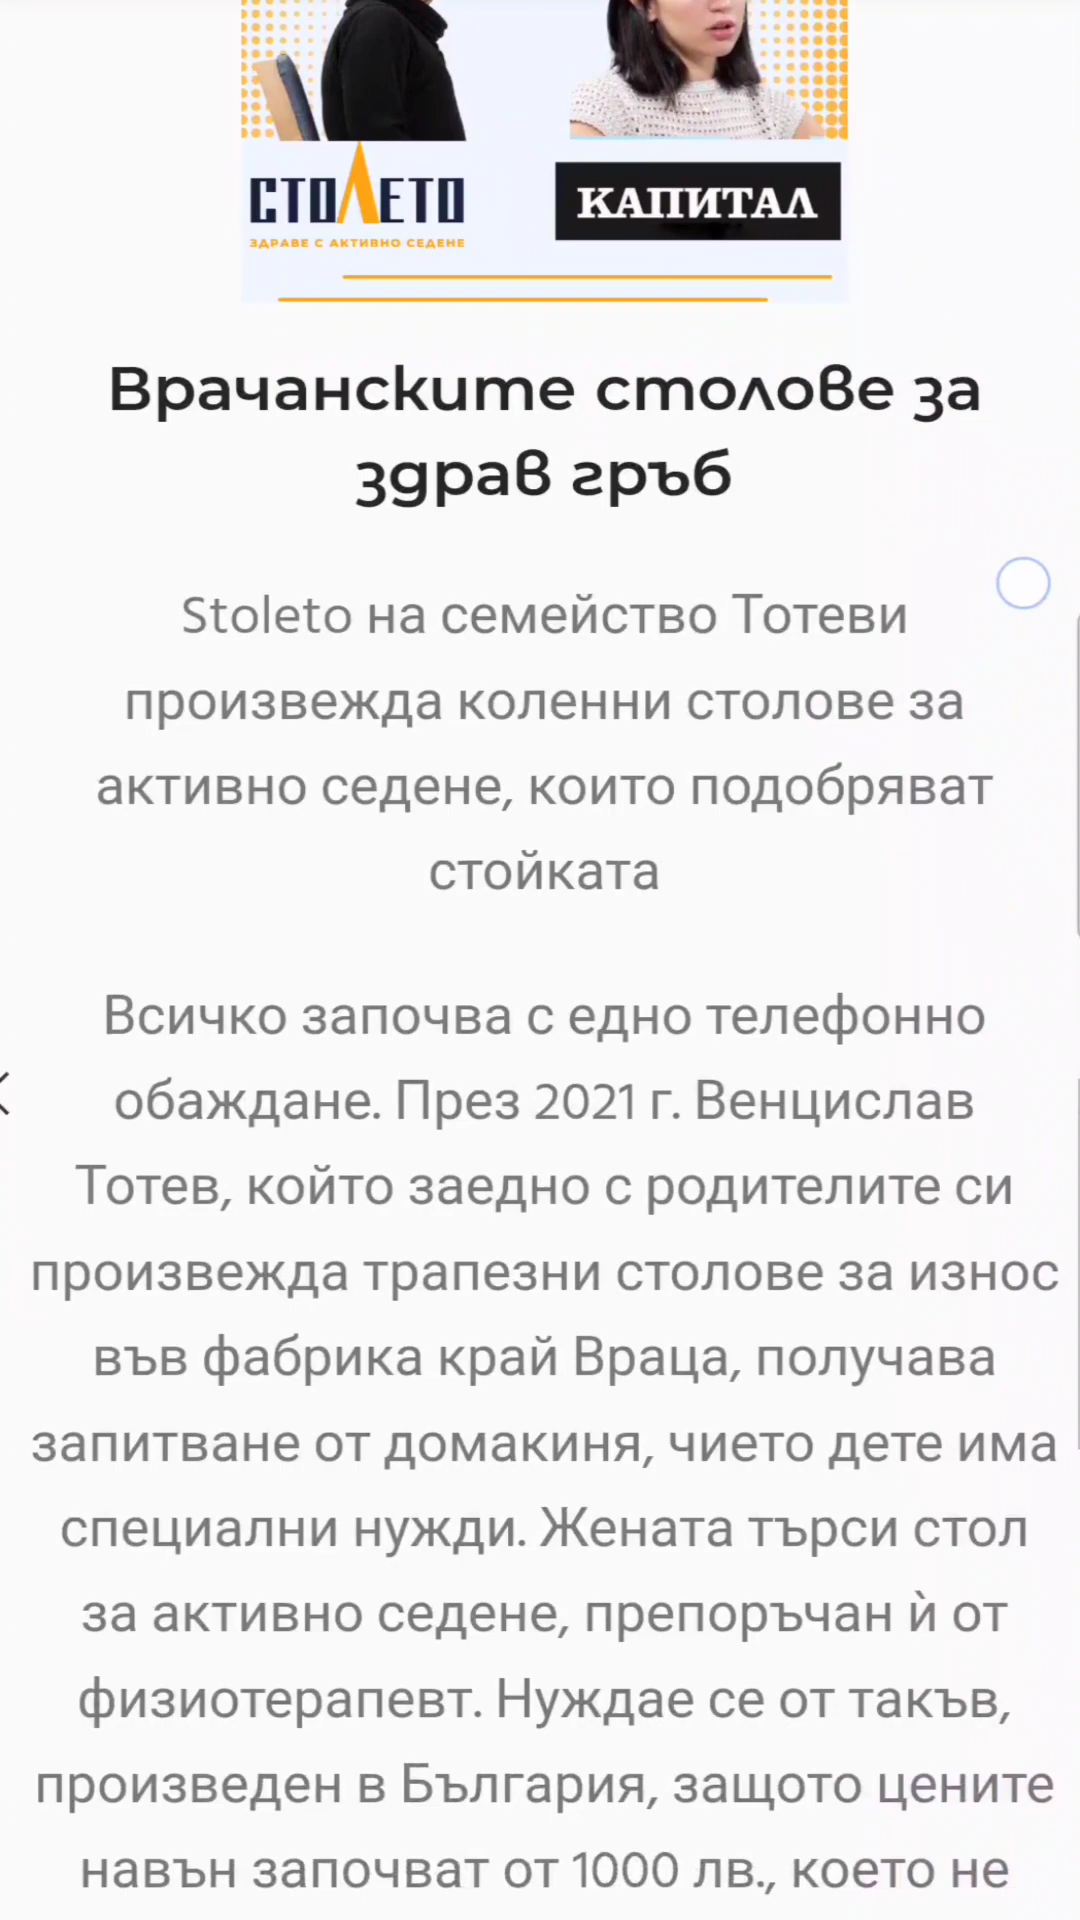 СТОЛЕТО
ЗДРАВЕ С АКТИВНО СЕДЕНЕ
КАПИТАЛ
Врачанските столове за
здрав гръб
Stoleto на семейство Тотеви
произвежда коленни столове за
активно седене, които подобряват
стойката
Всичко започва с едно телефонно
обаждане. През 2021 г. Венцислав
Тотев, който заедно с родителите си
произвежда трапезни столове за износ
във фабрика край Враца, получава
запитване от домакиня, чието дете има
специални нужди. Жената търси стол
за активно седене, препоръчан ѝ от
физиотерапевт. Нуждае се от такъв,
произведен в България, защото цените
навън започват от 1000 лв., което не